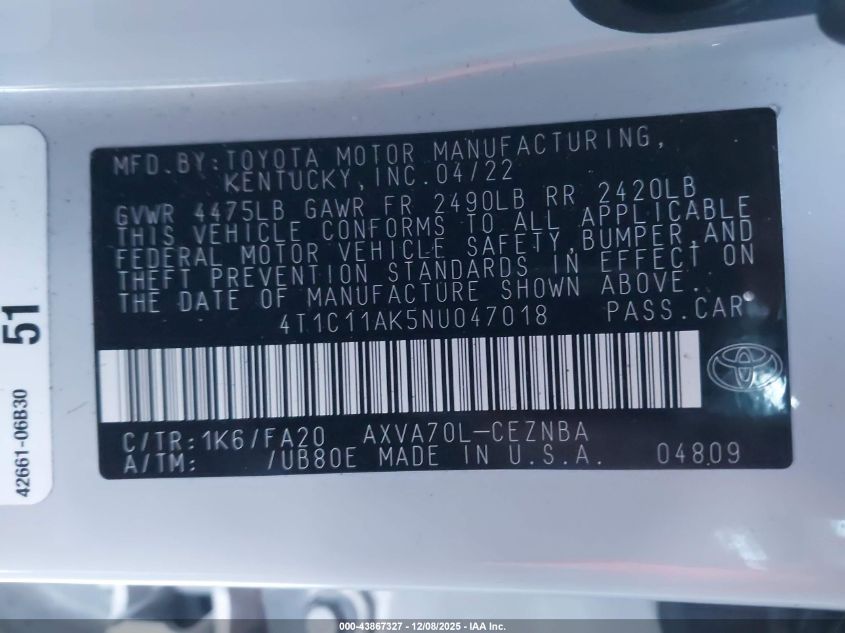 MFD.BY:TOYOTA MOTOR MANUFACTURING,
KENTUCKY,INC.04/22
GVWR 4475LB GAWR FR 2490LB RR 2420LB
THIS VEHICLE CONFORMS TO ALL APPLICABLE
FEDERAL MOTOR VEHICLE SAFETY,BUMPER,AND
THEFT PREVENTION STANDARDS IN EFFECT ON
THE DATE OF MANUFACTURE SHOWN ABOVE.
4T1C11AK5NU047018 PASS.CAR
C/TR:1K6/FA20 AXVA70L-CEZNBA
A/TM: /UB80E MADE IN U.S.A. 04809
51
42661-06B30
000-43867327 - 12/08/2025 - IAA Inc.